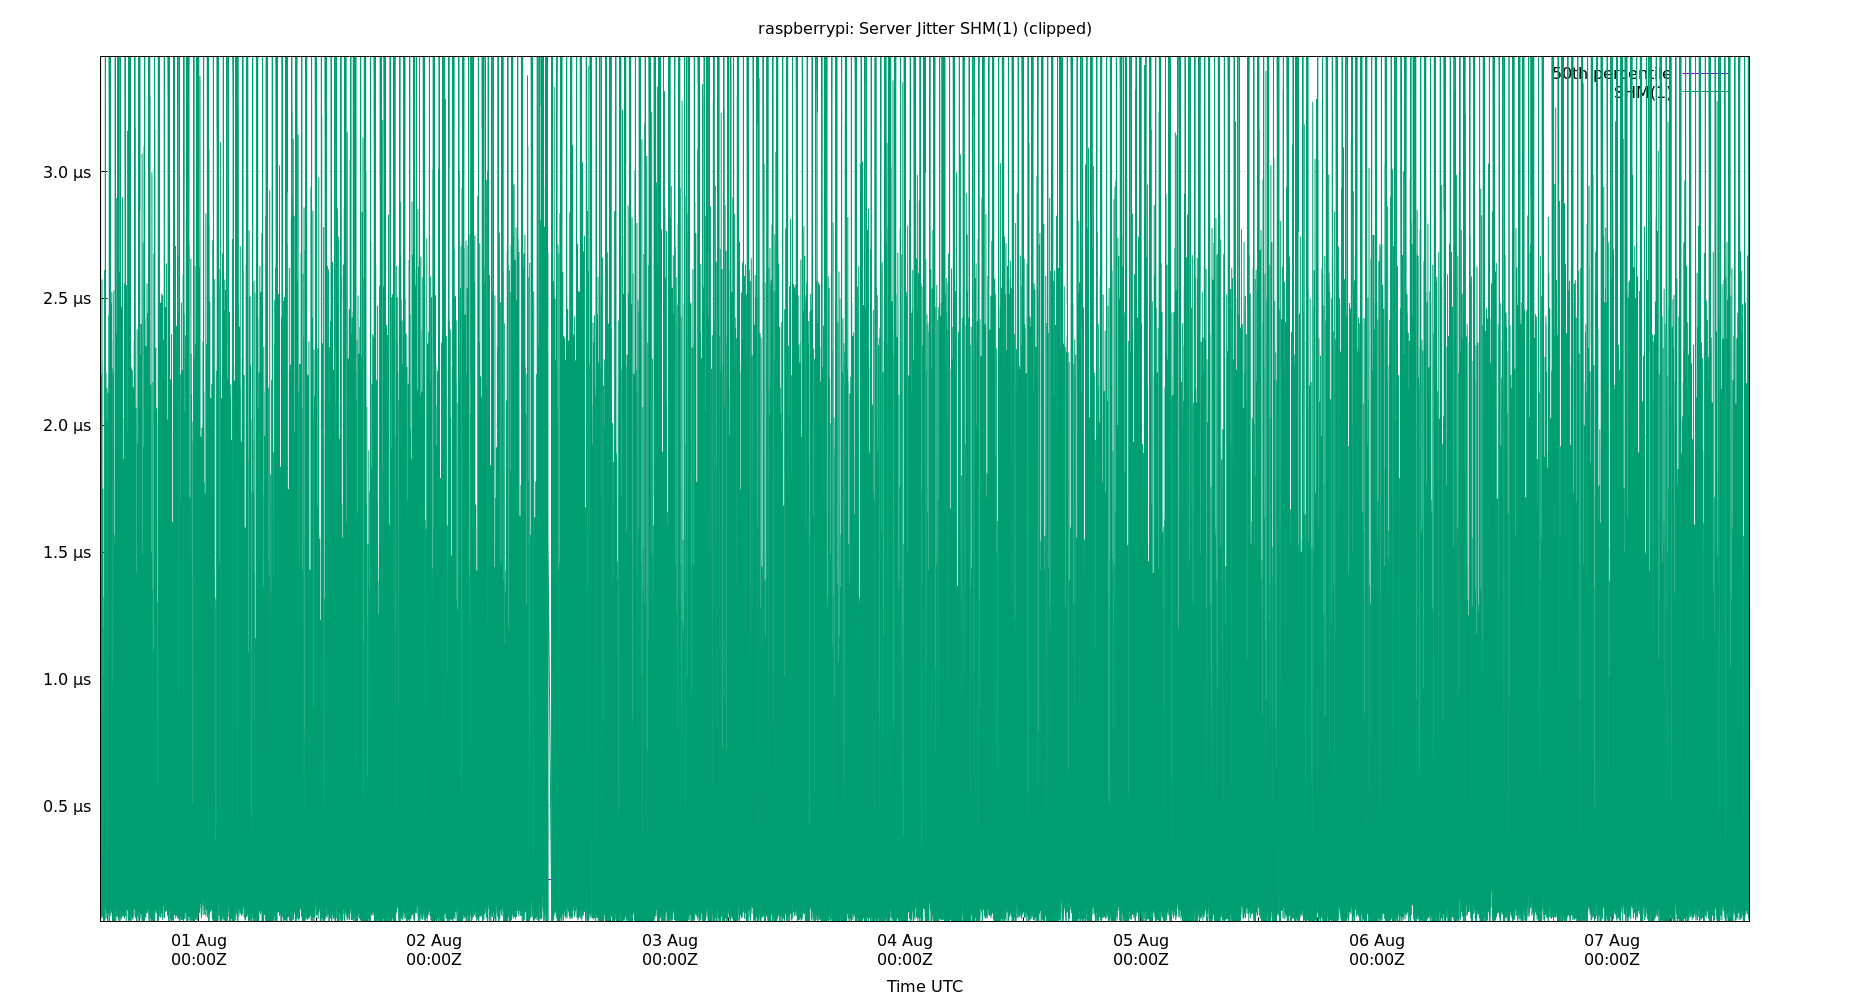 raspberrypi: Server Jitter SHM(1) (clipped)
50th percentile
SHM(1)
3.0 µs
2.5 µs
2.0 µs
1.5 µs
1.0 µs
0.5 µs
01 Aug 02 Aug 03 Aug 04 Aug 05 Aug 06 Aug 07 Aug
00:00Z 00:00Z 00:00Z 00:00Z 00:00Z 00:00Z 00:00Z
Time UTC